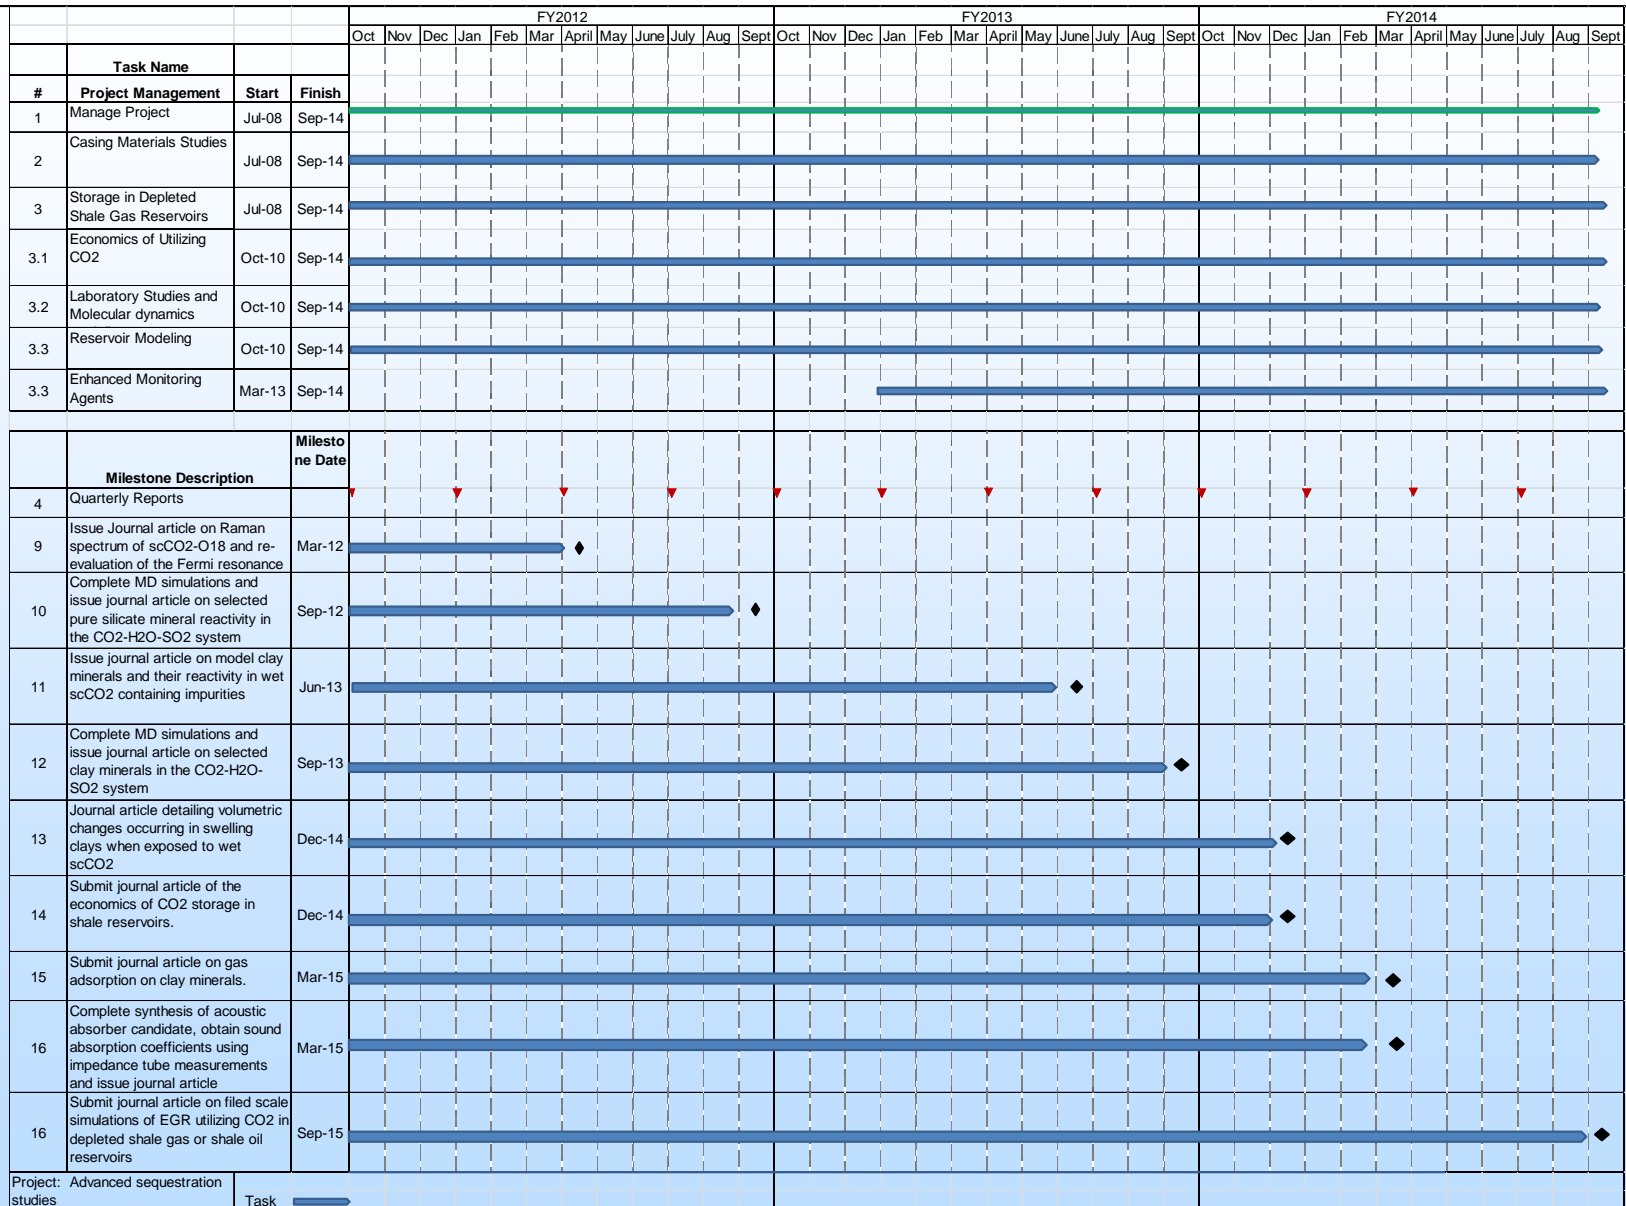 FY2012 FY2013 FY2014
Oct Nov Dec Jan Feb Mar April May June July Aug Sept Oct Nov Dec Jan Feb Mar April May June July Aug Sept Oct Nov Dec Jan Feb Mar April May June July Aug Sept
Task Name
# Project Management Start Finish
1 Manage Project Jul-08 Sep-14
2 Casing Materials Studies Jul-08 Sep-14
3 Storage in Depleted
Shale Gas Reservoirs Jul-08 Sep-14
3.1 Economics of Utilizing
CO2 Oct-10 Sep-14
3.2 Laboratory Studies and
Molecular dynamics Oct-10 Sep-14
3.3 Reservoir Modeling Oct-10 Sep-14
3.3 Enhanced Monitoring
Agents Mar-13 Sep-14
Milesto
ne Date
Milestone Description
4 Quarterly Reports
Issue Journal article on Raman
9 spectrum of scCO2-O18 and re- Mar-12
evaluation of the Fermi resonance
Complete MD simulations and
issue journal article on selected
10 pure silicate mineral reactivity in Sep-12
the CO2-H2O-SO2 system
Issue journal article on model clay
minerals and their reactivity in wet
11 scCO2 containing impurities Jun-13
Complete MD simulations and
issue journal article on selected
12 clay minerals in the CO2-H2O- Sep-13
SO2 system
Journal article detailing volumetric
changes occurring in swelling
13 clays when exposed to wet Dec-14
scCO2
Submit journal article of the
economics of CO2 storage in
14 shale reservoirs. Dec-14
Submit journal article on gas
15 adsorption on clay minerals. Mar-15
Complete synthesis of acoustic
absorber candidate, obtain sound
16 absorption coefficients using Mar-15
impedance tube measurements
and issue journal article
Submit journal article on filed scale
simulations of EGR utilizing CO2 in
16 depleted shale gas or shale oil Sep-15
reservoirs
Project: Advanced sequestration
studies Task